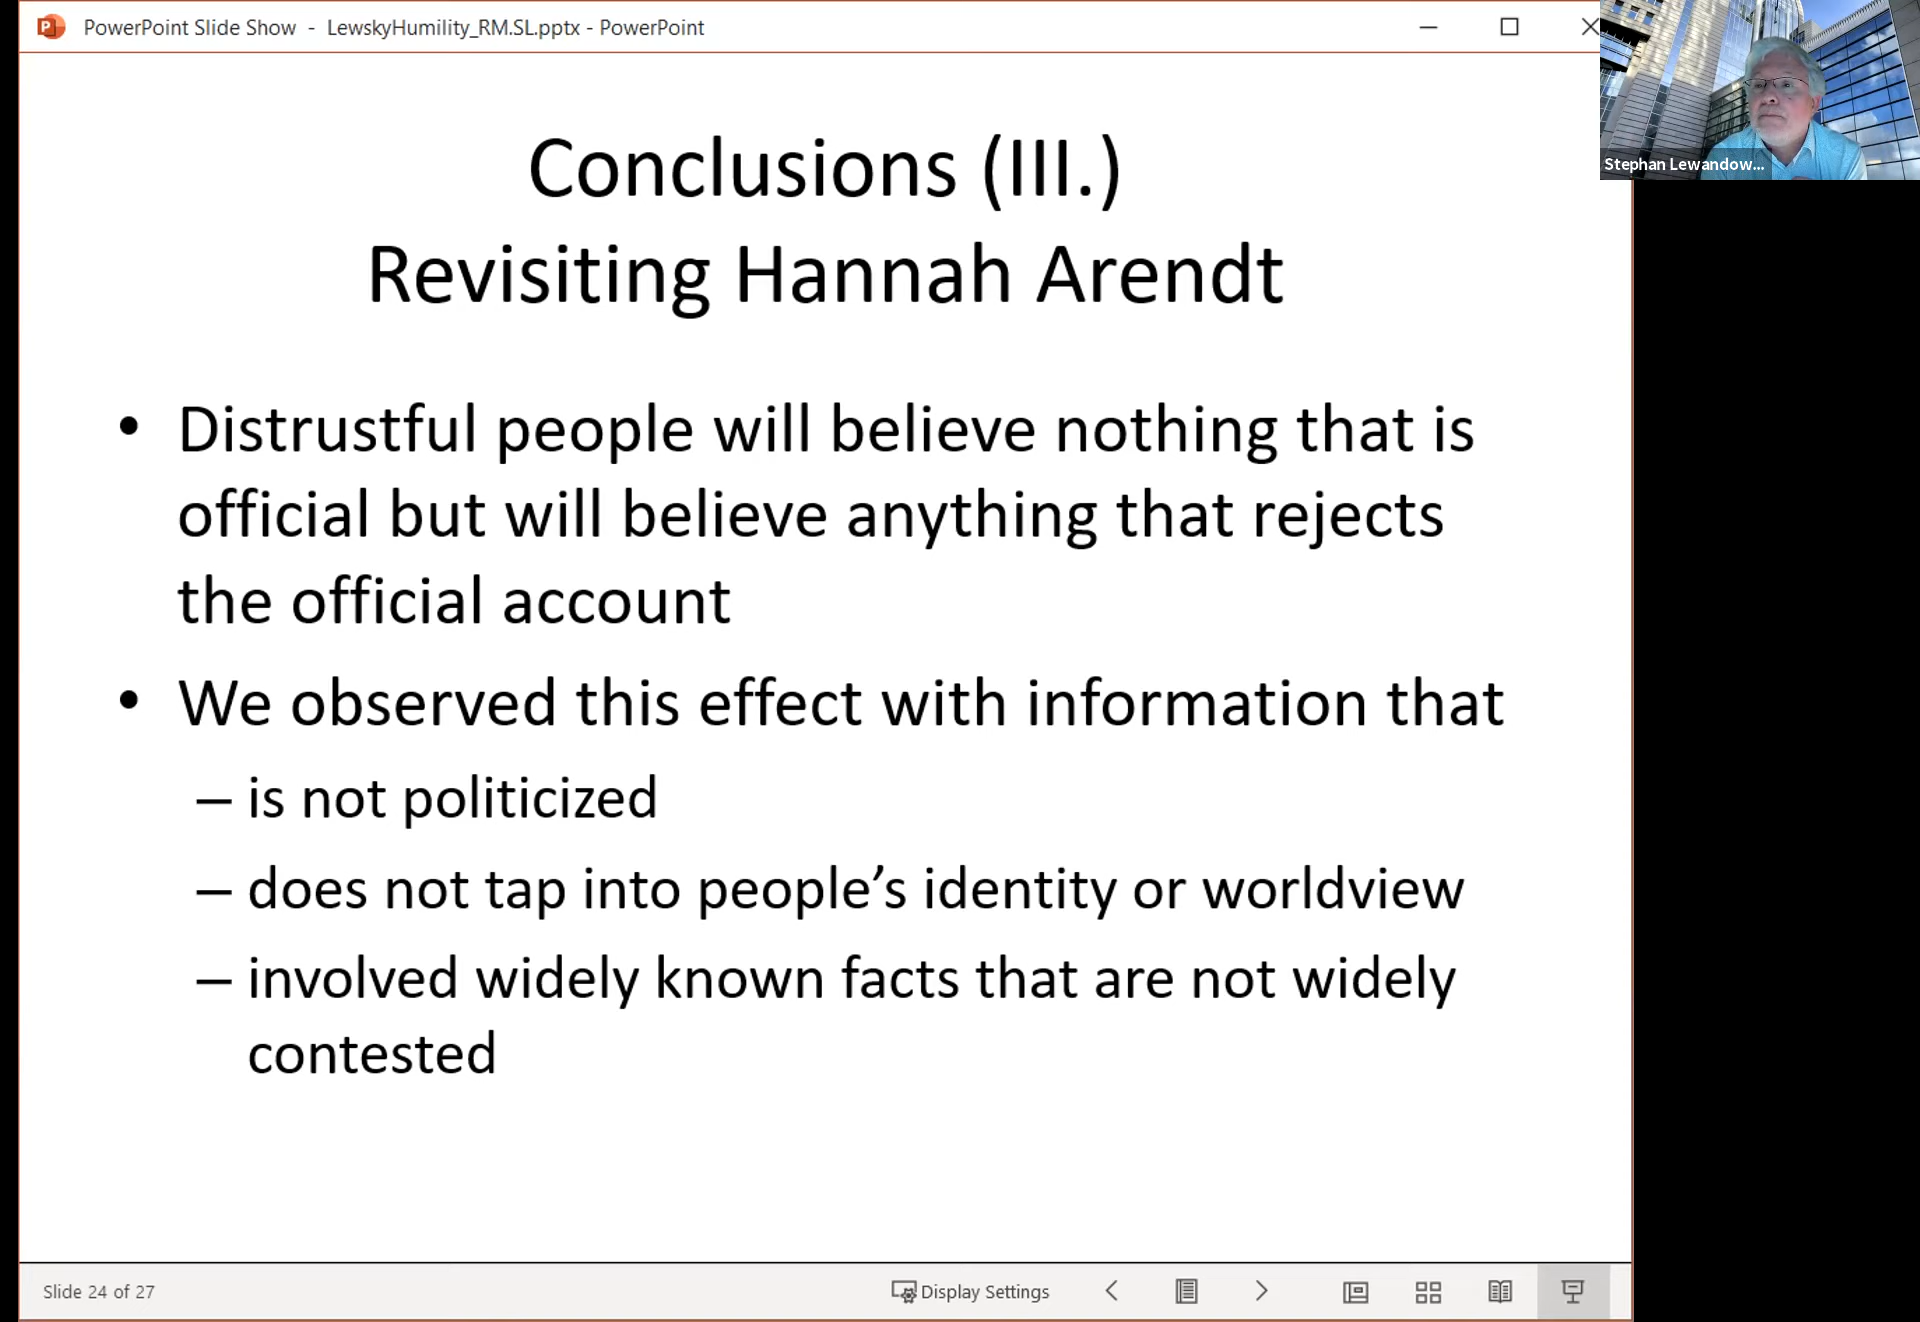 PowerPoint Slide Show - LewskyHumility_RM.SL.pptx - PowerPoint
Stephan Lewandow...
Conclusions (III.)
Revisiting Hannah Arendt
• Distrustful people will believe nothing that is
official but will believe anything that rejects
the official account
• We observed this effect with information that
– is not politicized
– does not tap into people’s identity or worldview
– involved widely known facts that are not widely
contested
Slide 24 of 27
Display Settings